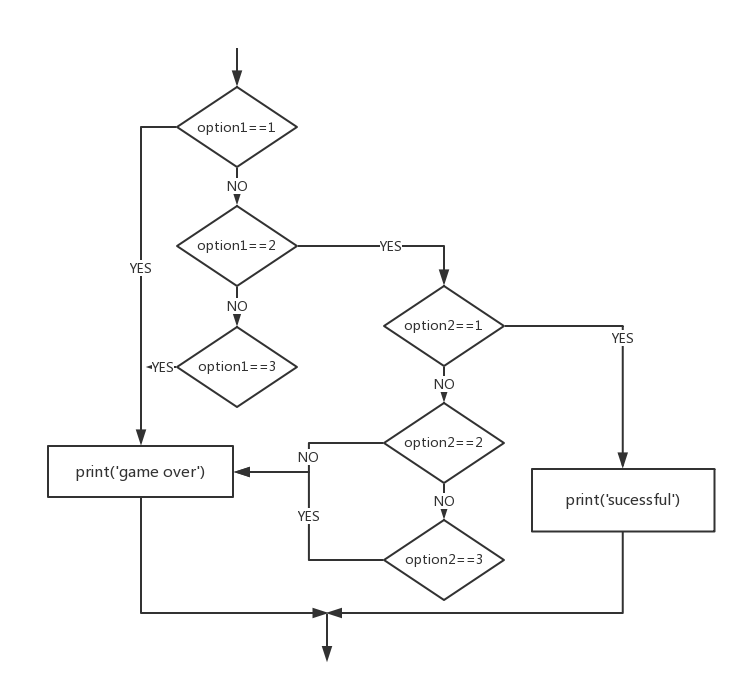 option1==1
NO
option1==2
YES
YES
NO
option2==1
YES
option1==3
YES
NO
option2==2
NO
print('game over')
NO
print('sucessful')
YES
option2==3